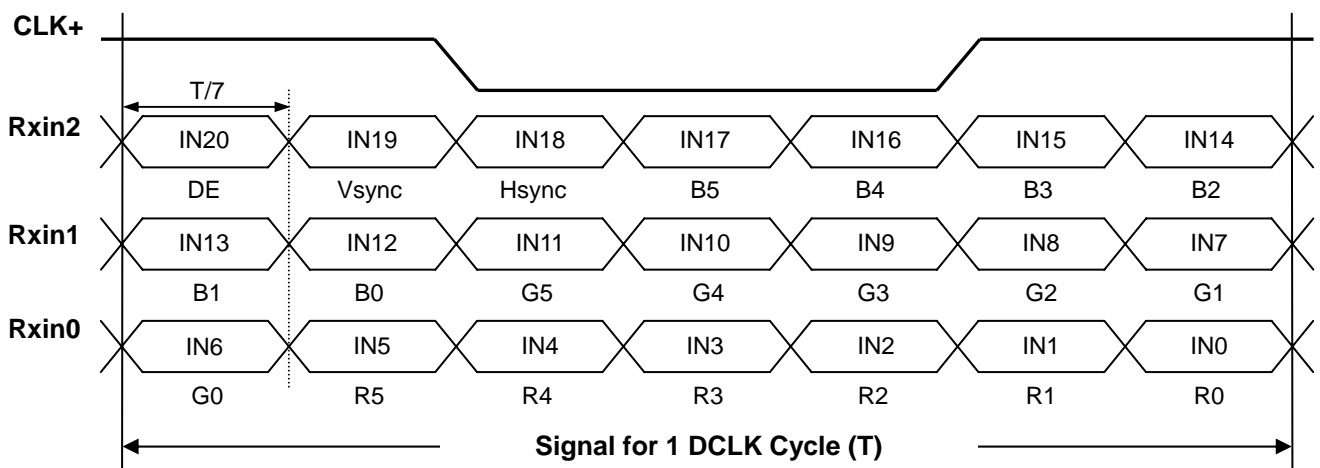 CLK+
T/7
Rxin2 IN20 IN19 IN18 IN17 IN16 IN15 IN14
DE Vsync Hsync B5 B4 B3 B2
Rxin1 IN13 IN12 IN11 IN10 IN9 IN8 IN7
B1 B0 G5 G4 G3 G2 G1
Rxin0 IN6 IN5 IN4 IN3 IN2 IN1 IN0
G0 R5 R4 R3 R2 R1 R0
Signal for 1 DCLK Cycle (T)